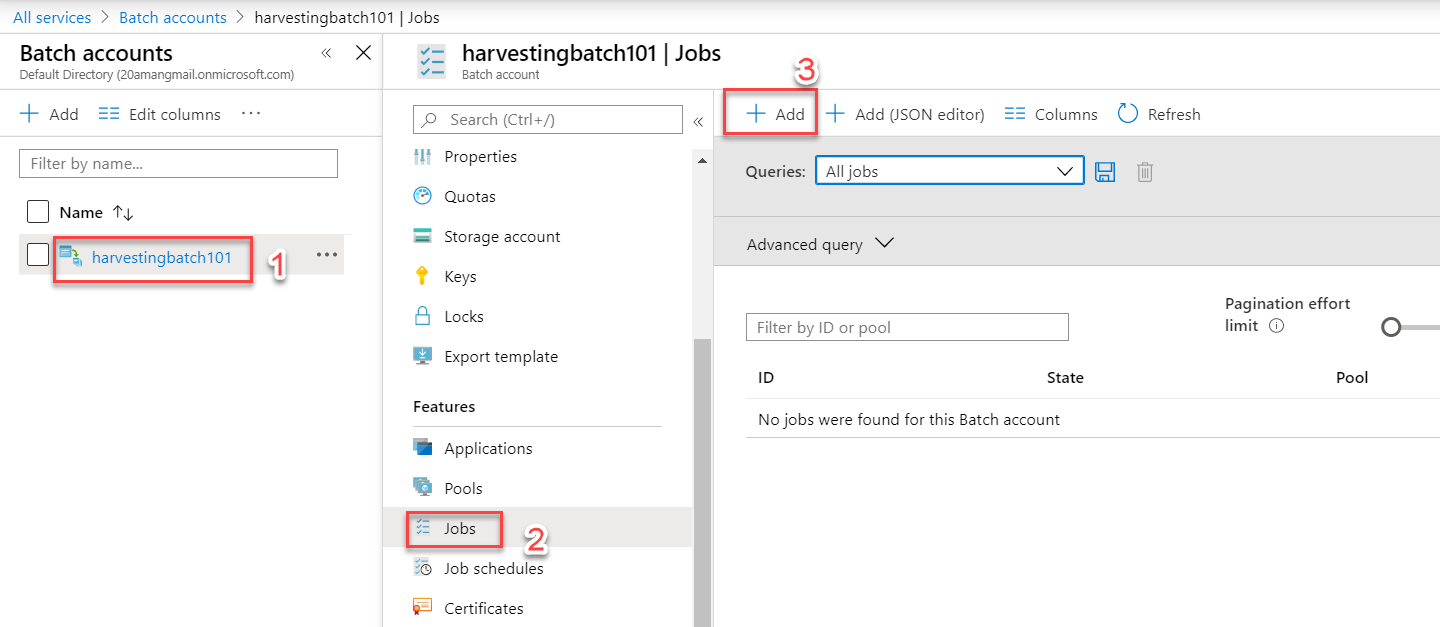 All services > Batch accounts > harvestingbatch101 | Jobs
Batch accounts
Default Directory (20amangmail.onmicrosoft.com)
Add
Edit columns
Filter by name...
Name
harvestingbatch101
1
harvestingbatch101 | Jobs
Batch account
Search (Ctrl+/)
Properties
Quotas
Storage account
Keys
Locks
Export template
Features
Applications
Pools
Jobs
2
Job schedules
Certificates
3
Add
Add (JSON editor)
Columns
Refresh
Queries:
All jobs
Advanced query
Filter by ID or pool
Pagination effort
limit
ID State Pool
No jobs were found for this Batch account